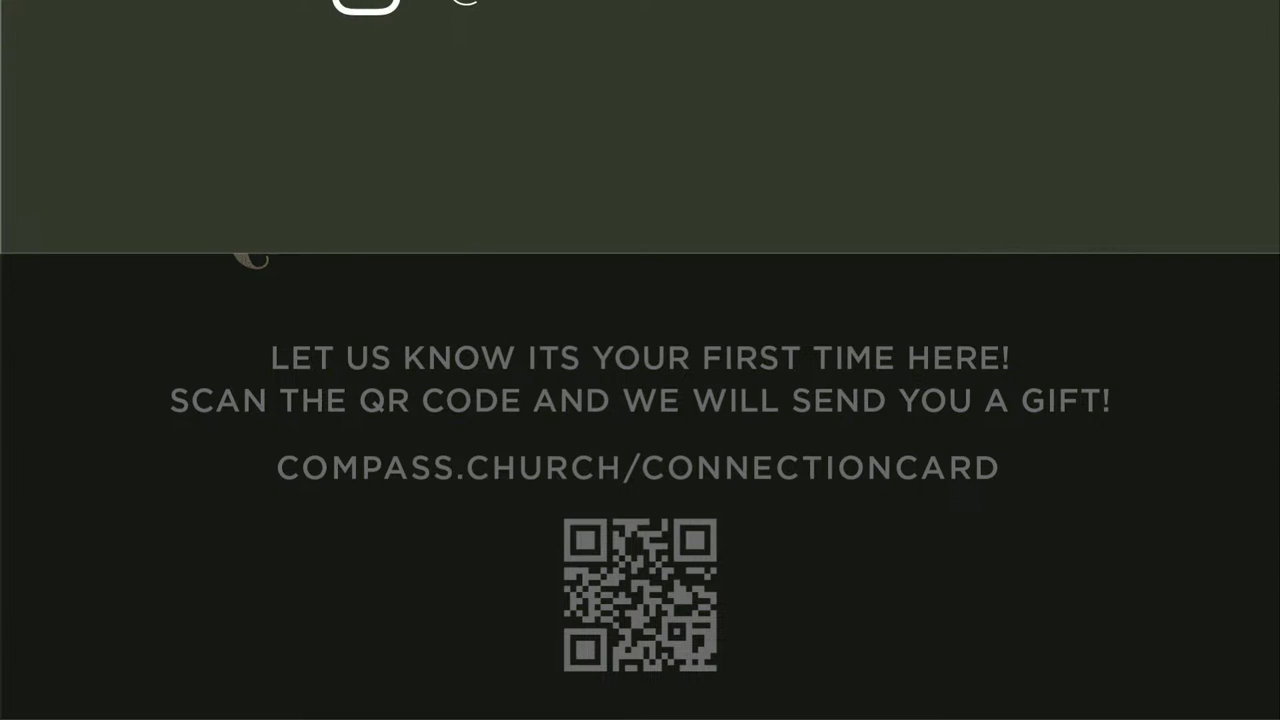 LET US KNOW ITS YOUR FIRST TIME HERE!
SCAN THE QR CODE AND WE WILL SEND YOU A GIFT!
COMPASS.CHURCH/CONNECTIONCARD